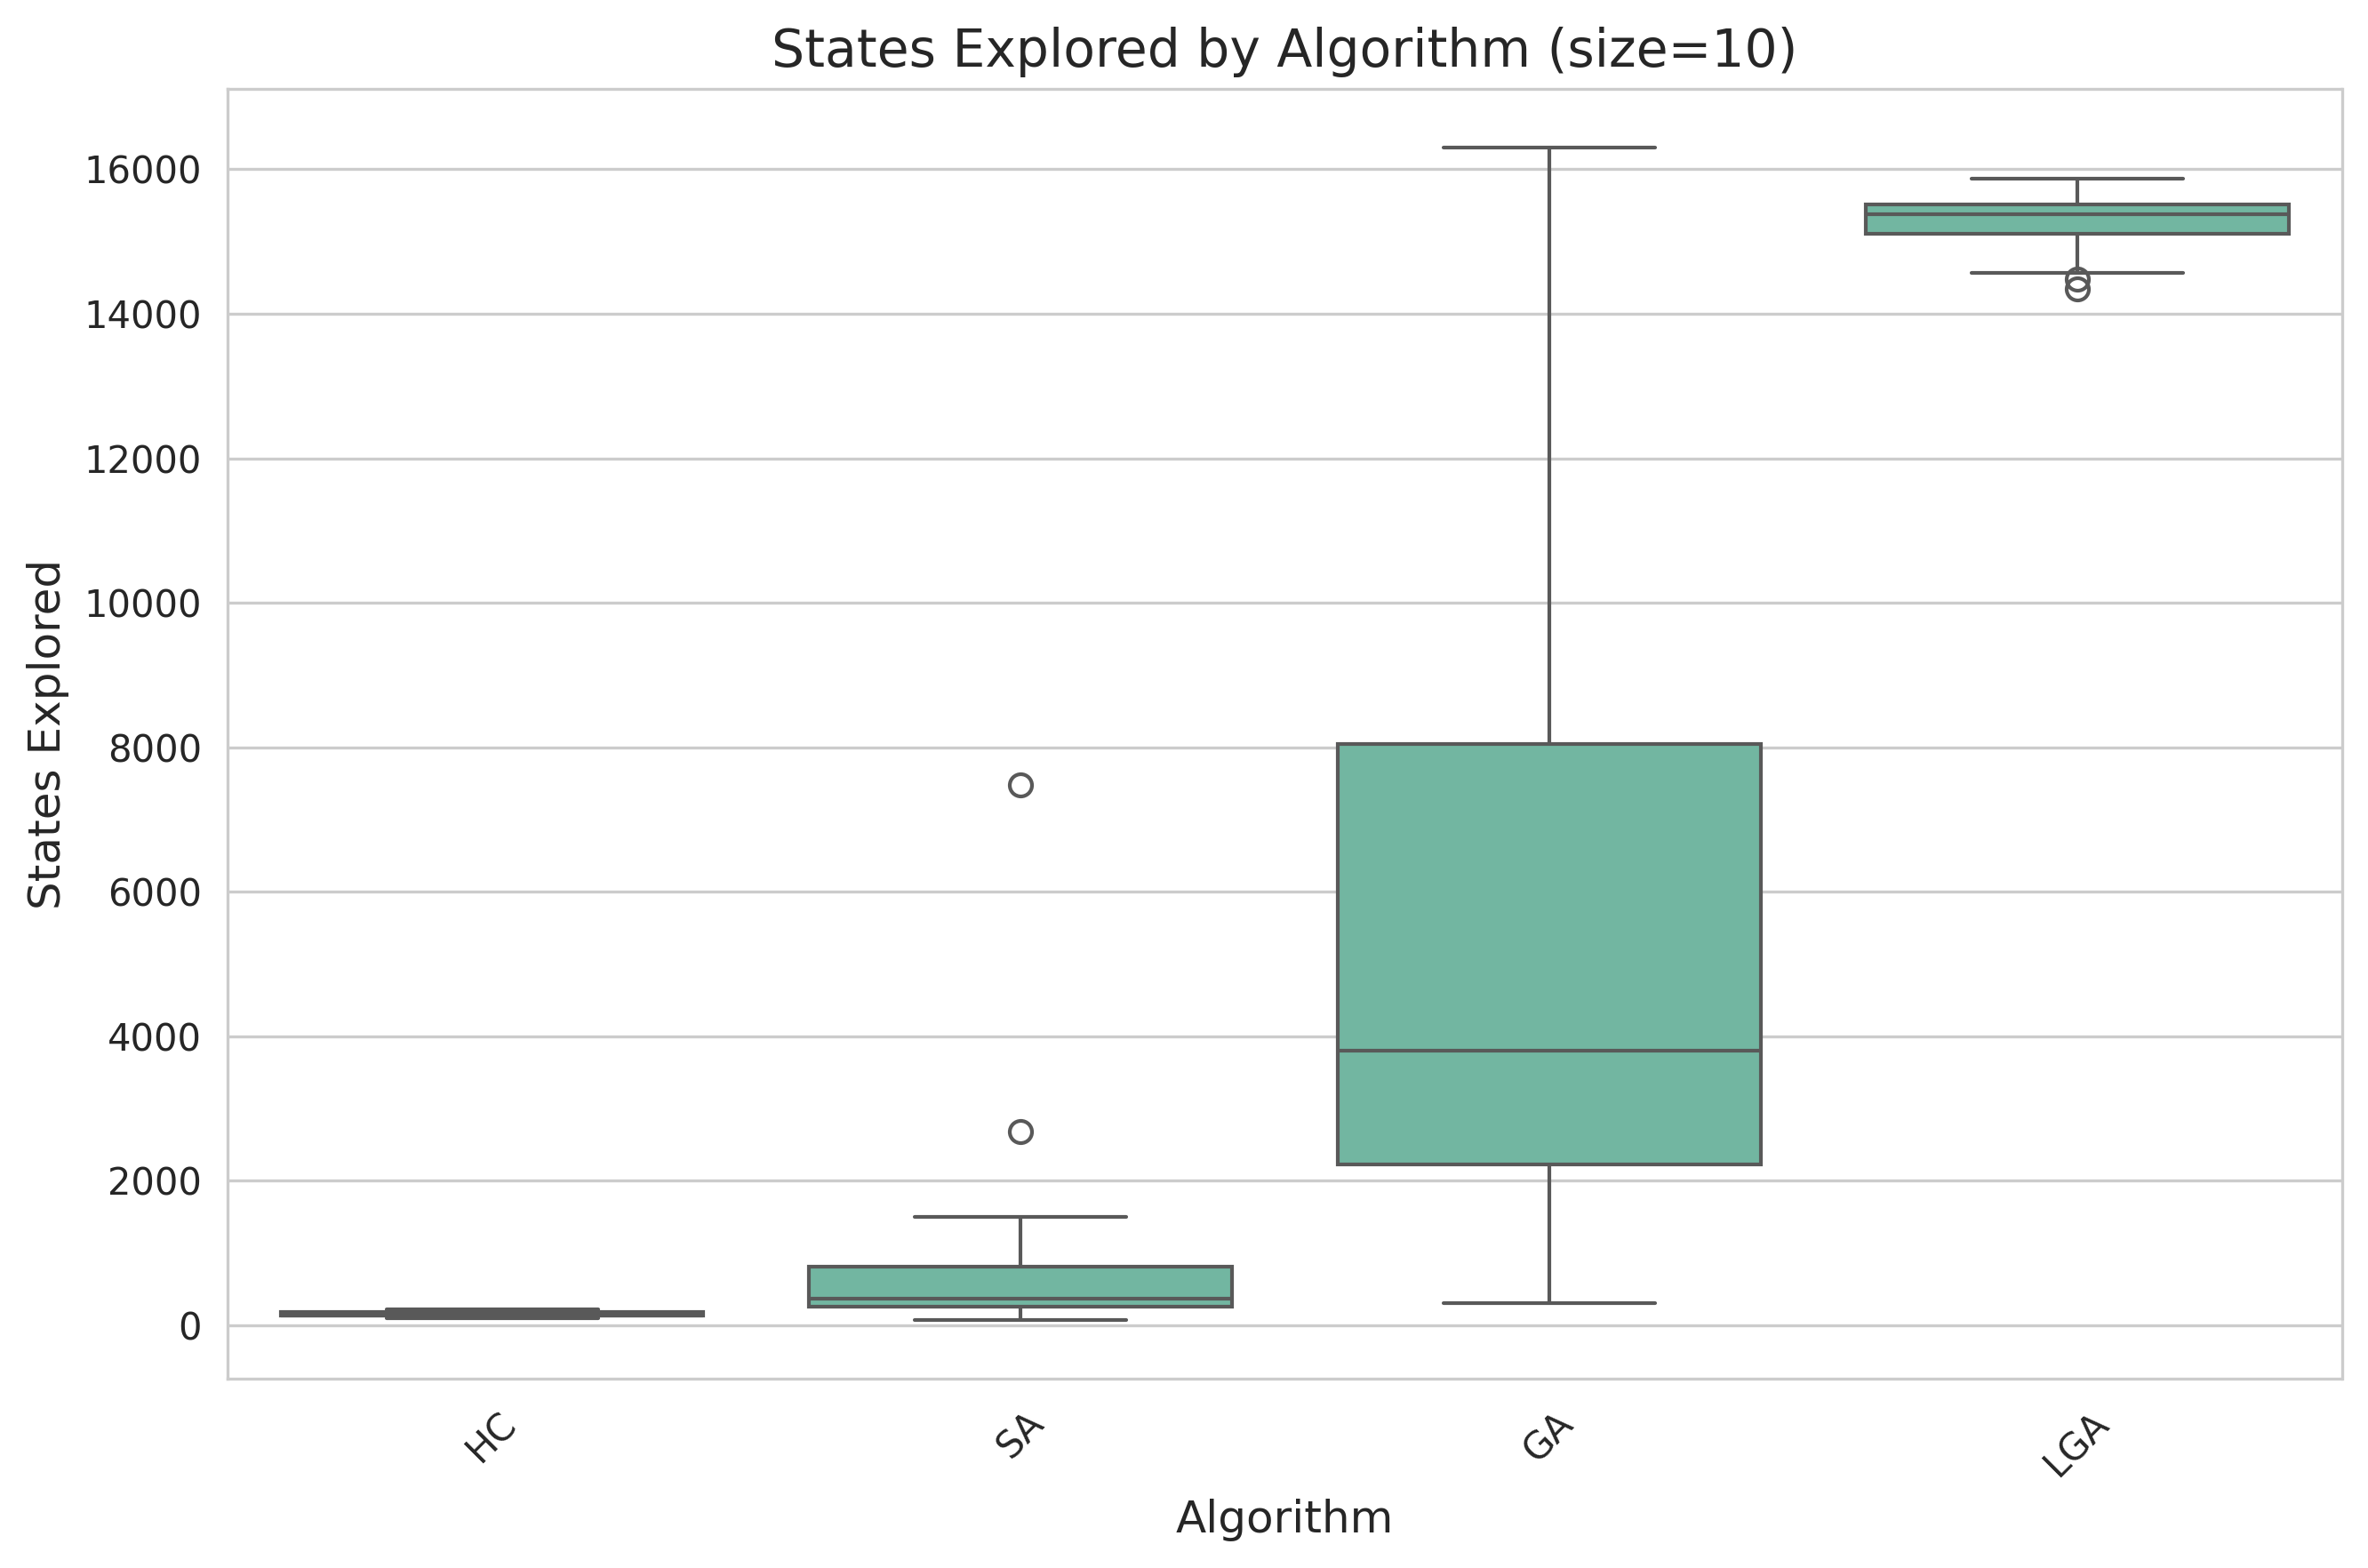 States Explored by Algorithm (size=10)
States Explored
16000
14000
12000
10000
8000
6000
4000
2000
0
HC
SA
GA
LGA
Algorithm